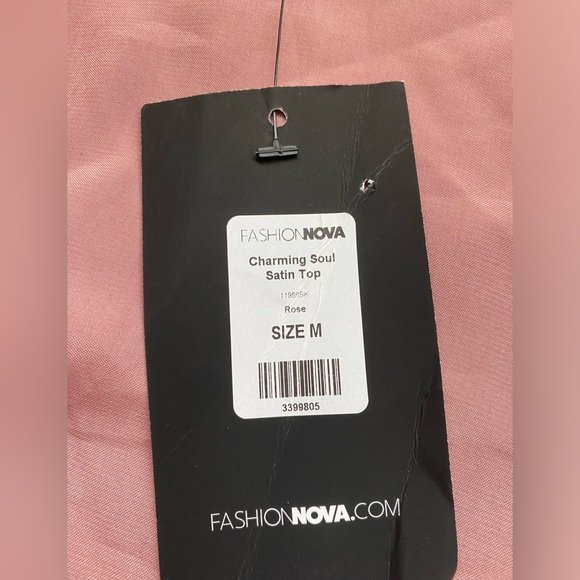 FASHIONNOVA
Charming Soul
Satin Top
Rose
SIZE M
3399805
FASHIONNOVA.COM